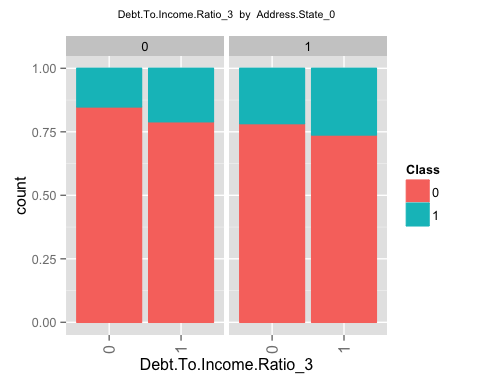 Debt.To.Income.Ratio_3 by Address.State_0
0 1
1.00
0.75
0.50
0.25
0.00
count
0 1 0 1
Debt.To.Income.Ratio_3
Class
0
1